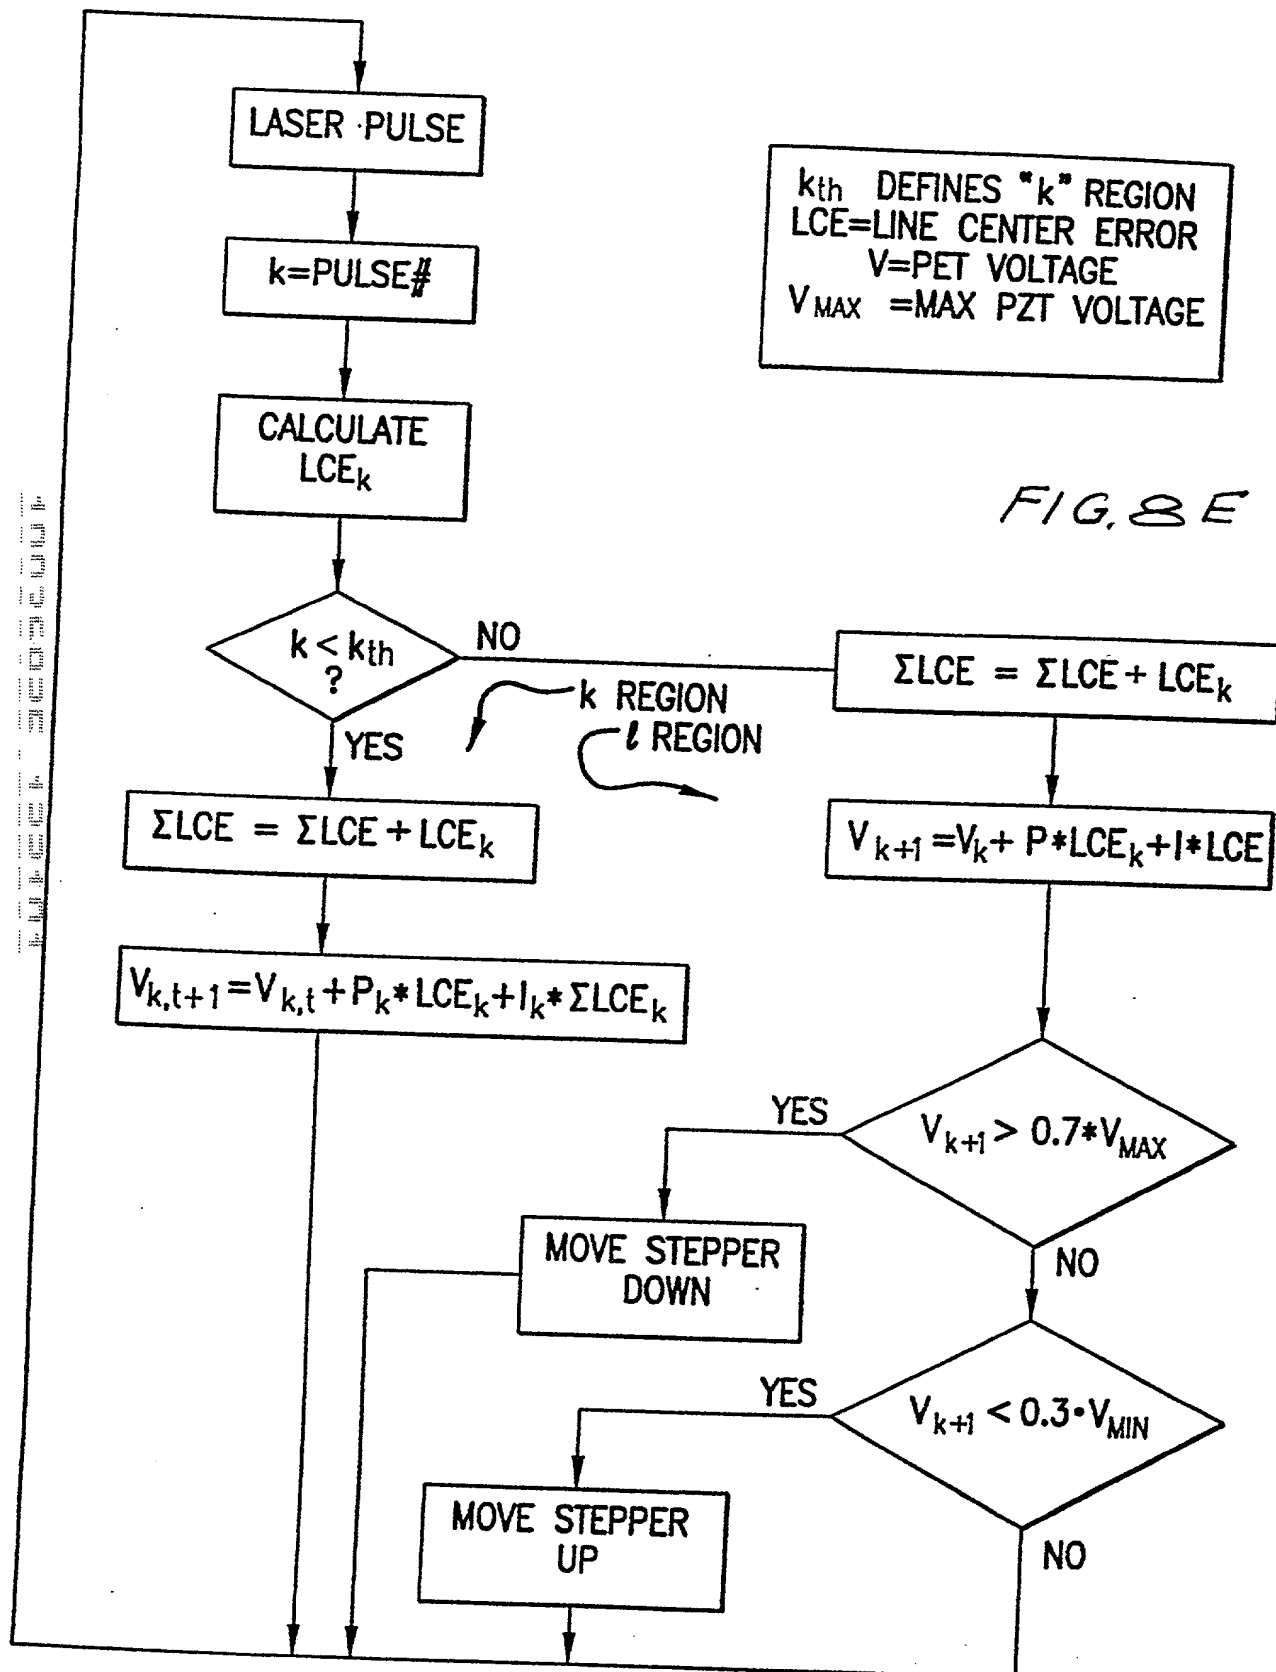 LASER PULSE
k=PULSE#
CALCULATE
LCEk
kth DEFINES "k" REGION
LCE=LINE CENTER ERROR
V=PET VOLTAGE
VMAX =MAX PZT VOLTAGE
FIG. 8E
k < kth
?
NO
YES
k REGION
ℓ REGION
ΣLCE = ΣLCE + LCEk
Vk,t+1 = Vk,t + Pk* LCEk + Ik* ΣLCEk
ΣLCE = ΣLCE + LCEk
Vk+1 = Vk + P*LCEk + I*LCE
Vk+1 > 0.7*VMAX
YES
NO
MOVE STEPPER
DOWN
Vk+1 < 0.3·VMIN
YES
NO
MOVE STEPPER
UP